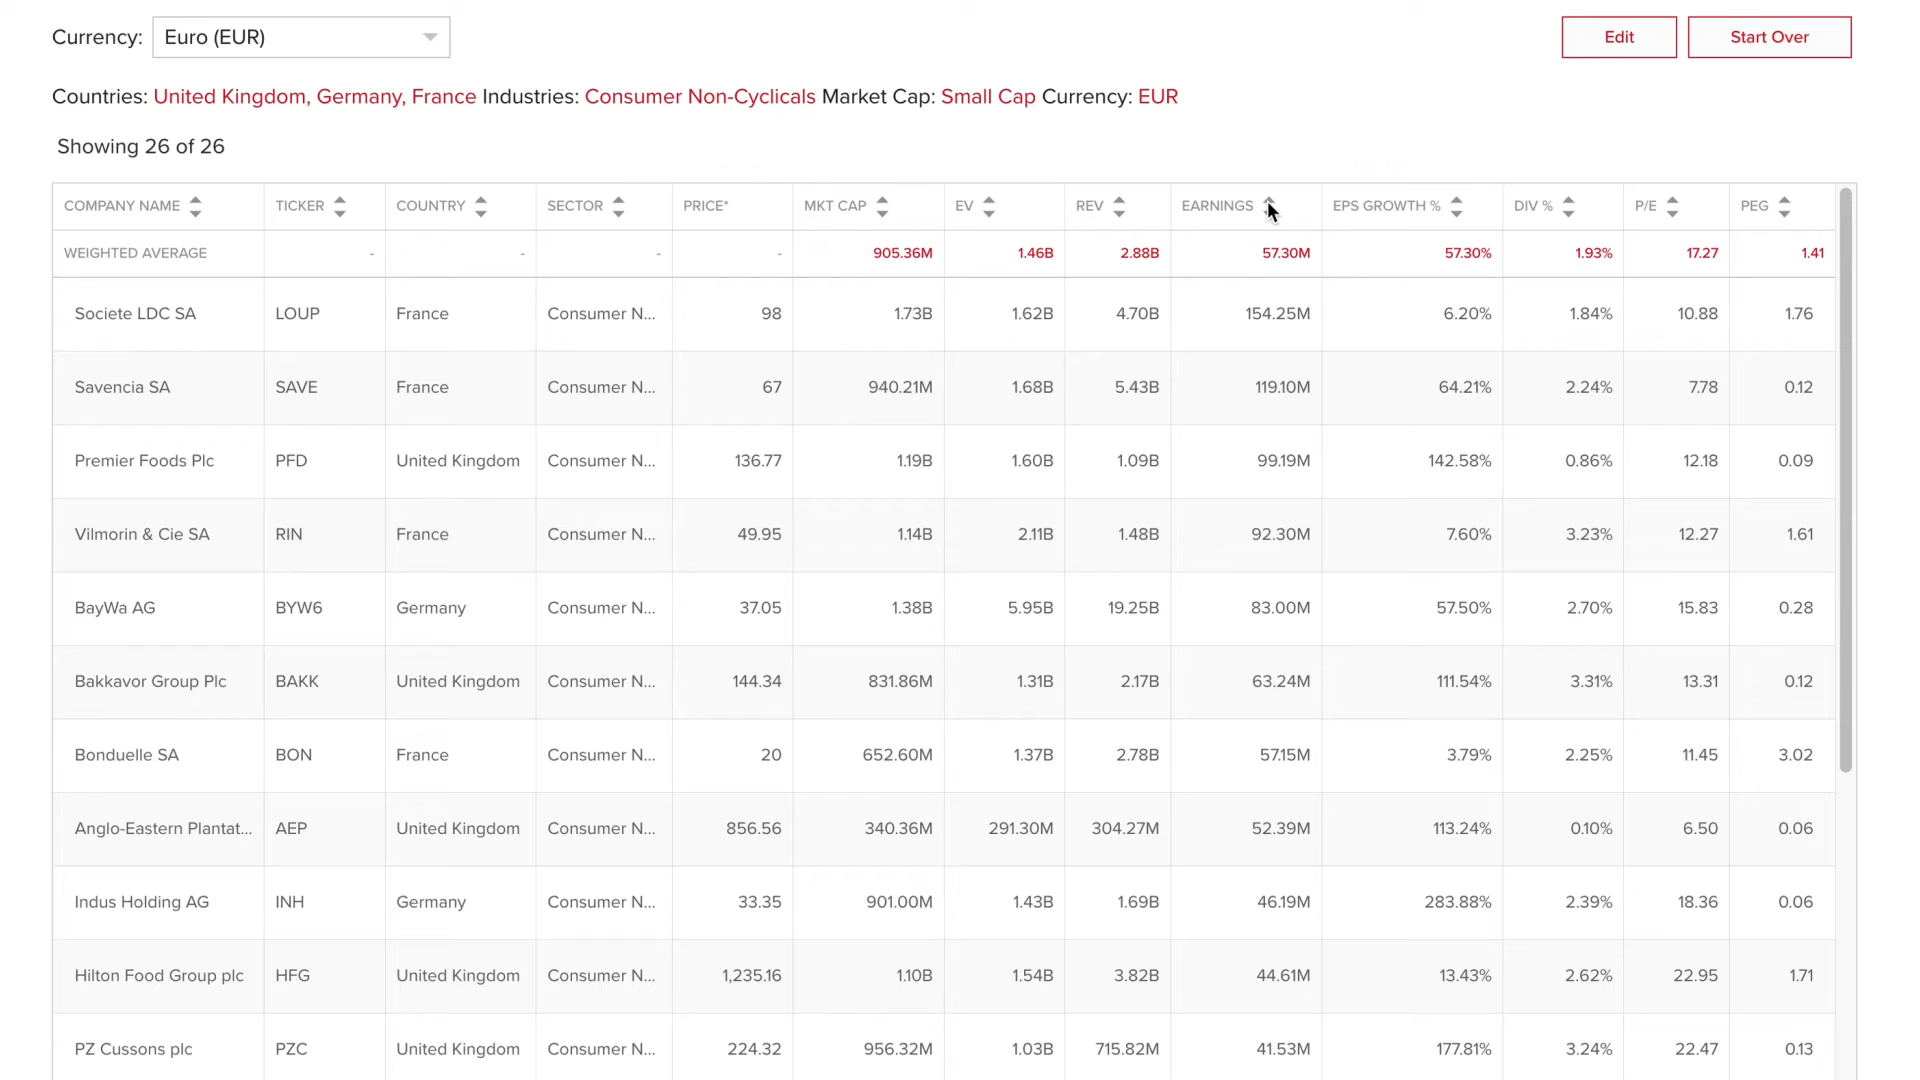 Currency: Euro (EUR) Edit Start Over
Countries: United Kingdom, Germany, France Industries: Consumer Non-Cyclicals Market Cap: Small Cap Currency: EUR
Showing 26 of 26
COMPANY NAME TICKER COUNTRY SECTOR PRICE* MKT CAP EV REV EARNINGS EPS GROWTH % DIV % P/E PEG
WEIGHTED AVERAGE - - - - 905.36M 1.46B 2.88B 57.30M 57.30% 1.93% 17.27 1.41
Societe LDC SA LOUP France Consumer N... 98 1.73B 1.62B 4.70B 154.25M 6.20% 1.84% 10.88 1.76
Savencia SA SAVE France Consumer N... 67 940.21M 1.68B 5.43B 119.10M 64.21% 2.24% 7.78 0.12
Premier Foods Plc PFD United Kingdom Consumer N... 136.77 1.19B 1.60B 1.09B 99.19M 142.58% 0.86% 12.18 0.09
Vilmorin & Cie SA RIN France Consumer N... 49.95 1.14B 2.11B 1.48B 92.30M 7.60% 3.23% 12.27 1.61
BayWa AG BYW6 Germany Consumer N... 37.05 1.38B 5.95B 19.25B 83.00M 57.50% 2.70% 15.83 0.28
Bakkavor Group Plc BAKK United Kingdom Consumer N... 144.34 831.86M 1.31B 2.17B 63.24M 111.54% 3.31% 13.31 0.12
Bonduelle SA BON France Consumer N... 20 652.60M 1.37B 2.78B 57.15M 3.79% 2.25% 11.45 3.02
Anglo-Eastern Plantat... AEP United Kingdom Consumer N... 856.56 340.36M 291.30M 304.27M 52.39M 113.24% 0.10% 6.50 0.06
Indus Holding AG INH Germany Consumer N... 33.35 901.00M 1.43B 1.69B 46.19M 283.88% 2.39% 18.36 0.06
Hilton Food Group plc HFG United Kingdom Consumer N... 1,235.16 1.10B 1.54B 3.82B 44.61M 13.43% 2.62% 22.95 1.71
PZ Cussons plc PZC United Kingdom Consumer N... 224.32 956.32M 1.03B 715.82M 41.53M 177.81% 3.24% 22.47 0.13